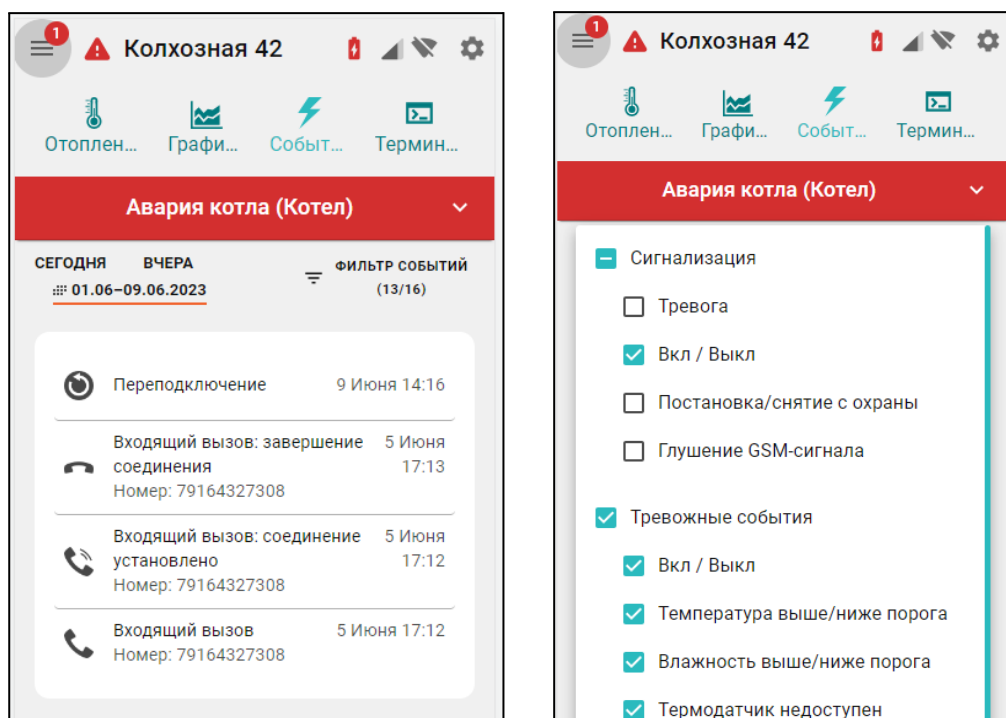 1
Колхозная 42
Отоплен...
Графи...
Событ...
Термин...
Авария котла (Котел)
СЕГОДНЯ ВЧЕРА
01.06–09.06.2023
ФИЛЬТР СОБЫТИЙ
(13/16)
Переподключение 9 Июня 14:16
Входящий вызов: завершение 5 Июня
соединения 17:13
Номер: 79164327308
Входящий вызов: соединение 5 Июня
установлено 17:12
Номер: 79164327308
Входящий вызов 5 Июня 17:12
Номер: 79164327308
1
Колхозная 42
Отоплен...
Графи...
Событ...
Термин...
Авария котла (Котел)
Сигнализация
Тревога
Вкл / Выкл
Постановка/снятие с охраны
Глушение GSM-сигнала
Тревожные события
Вкл / Выкл
Температура выше/ниже порога
Влажность выше/ниже порога
Термодатчик недоступен